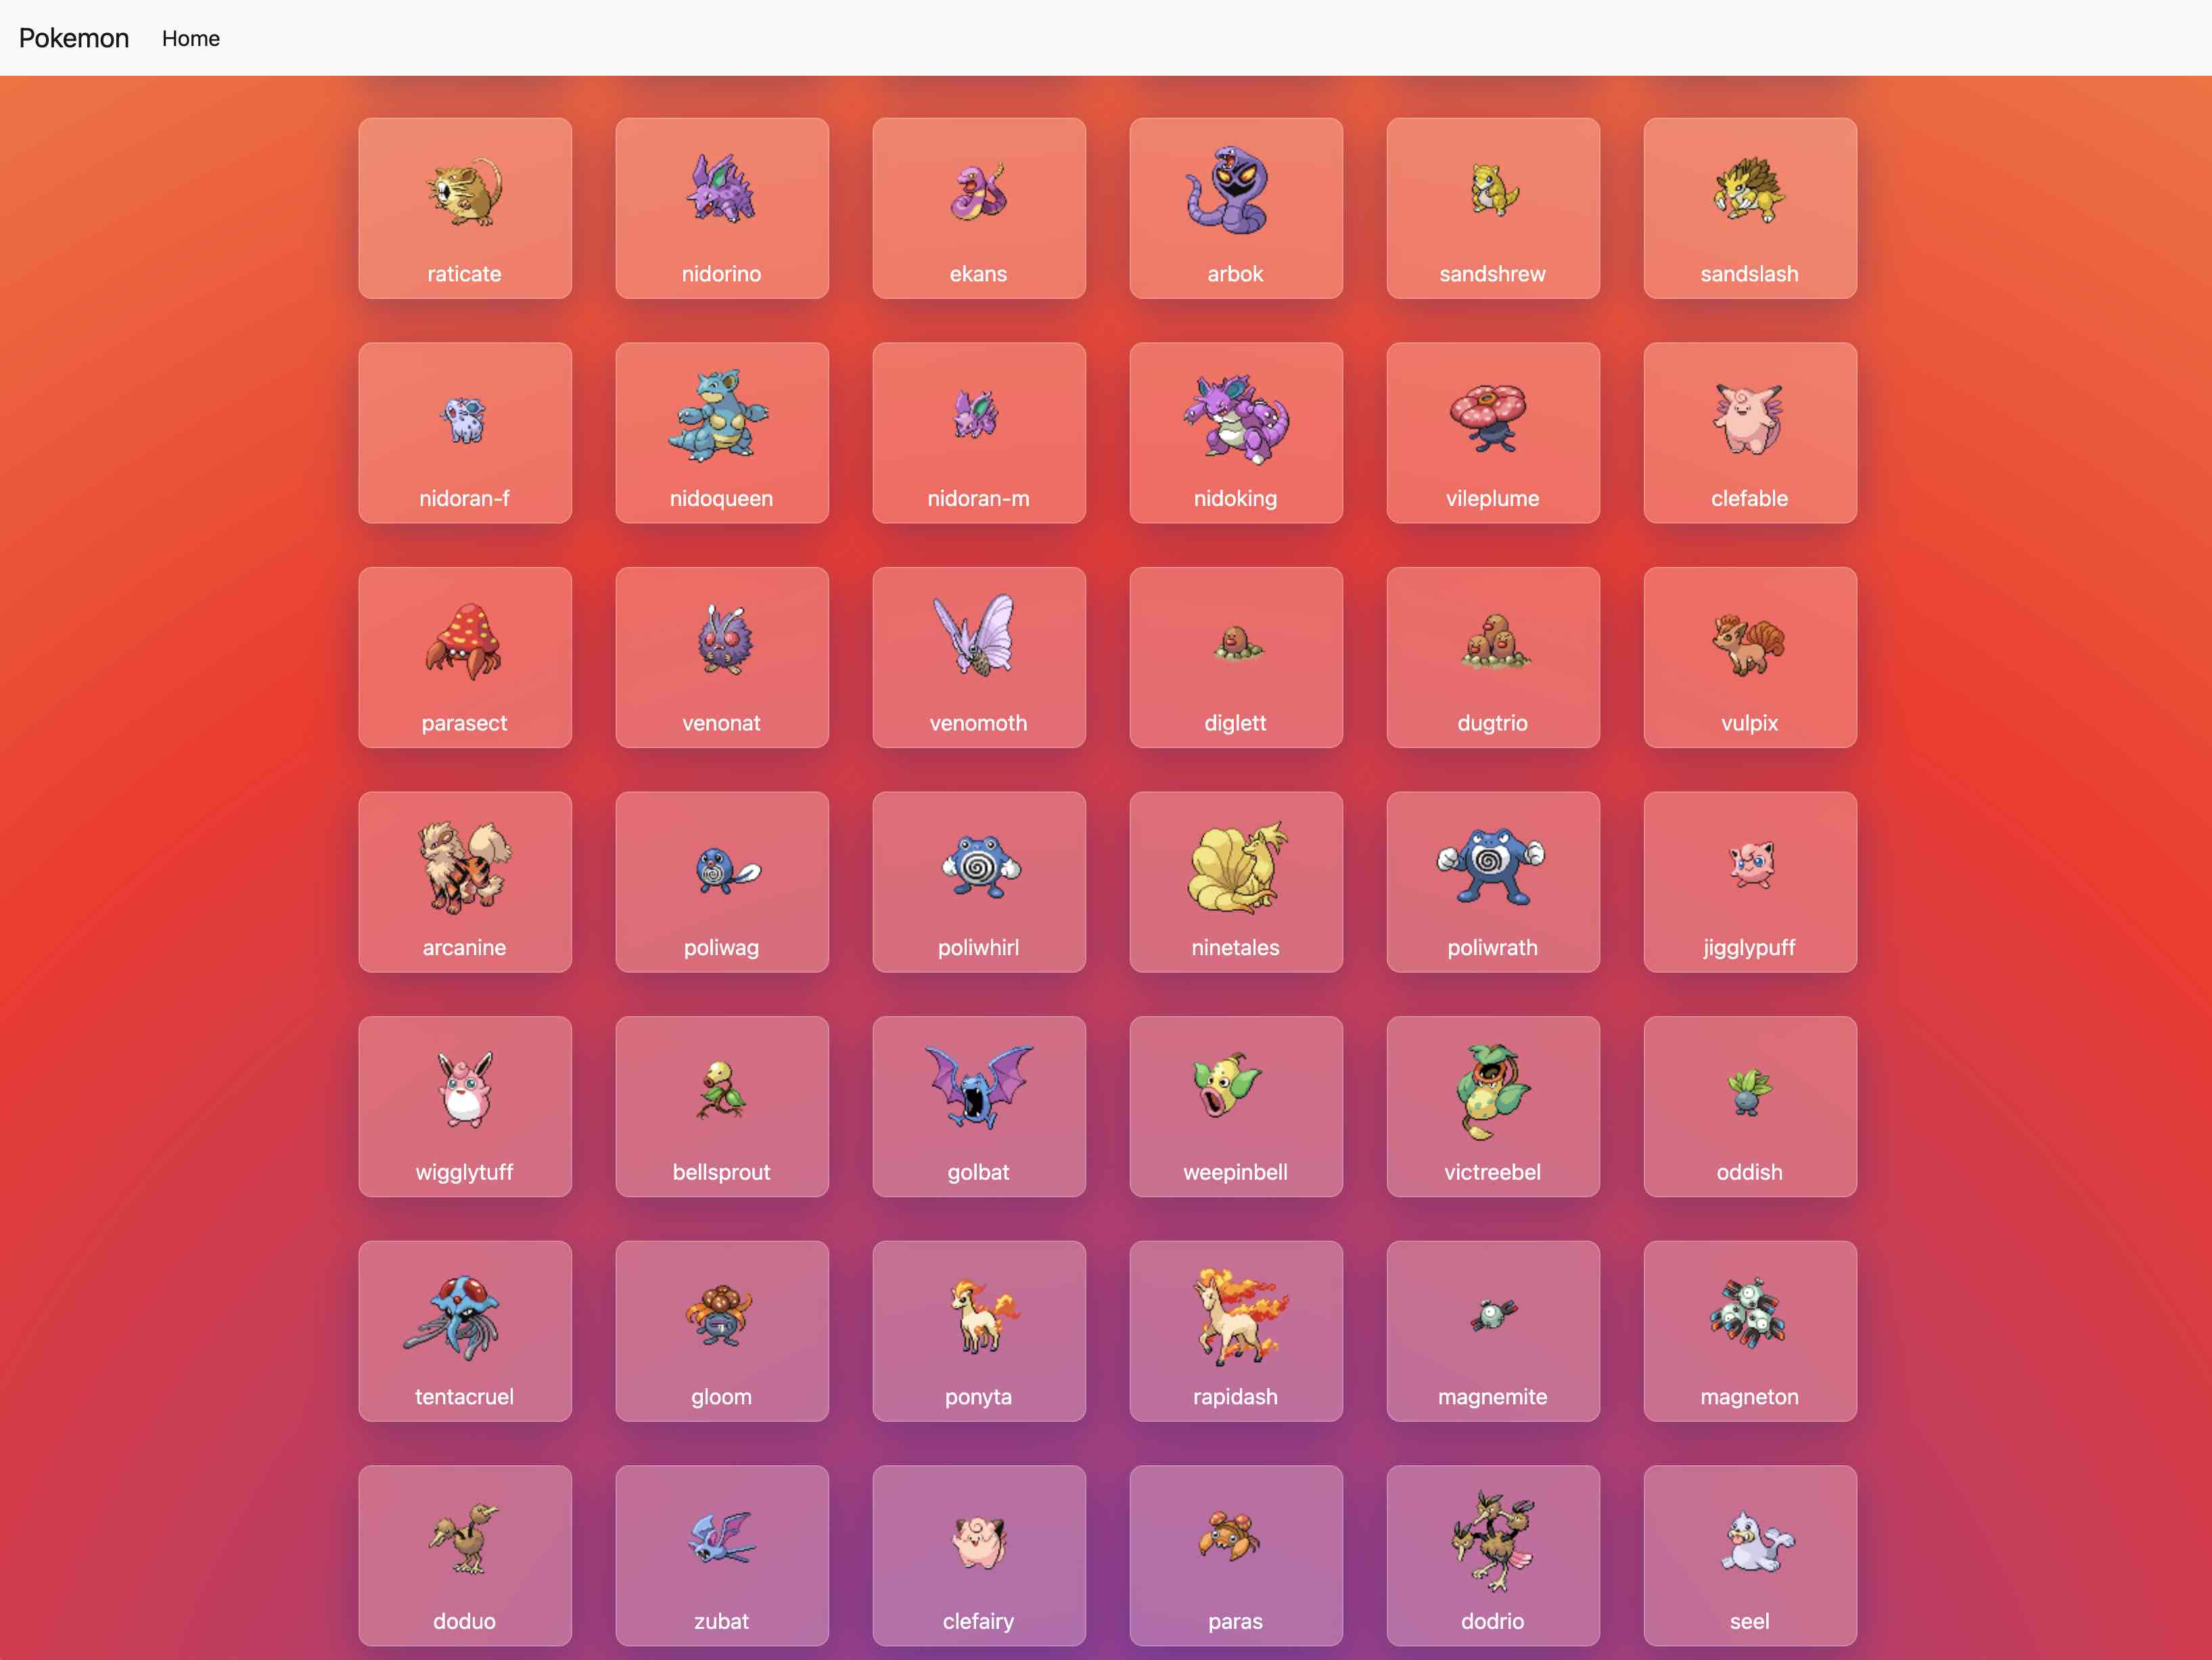 Pokemon Home
raticate nidorino ekans arbok sandshrew sandslash
nidoran-f nidoqueen nidoran-m nidoking vileplume clefable
parasect venonat venomoth diglett dugtrio vulpix
arcanine poliwag poliwhirl ninetales poliwrath jigglypuff
wigglytuff bellsprout golbat weepinbell victreebel oddish
tentacruel gloom ponyta rapidash magnemite magneton
doduo zubat clefairy paras dodrio seel